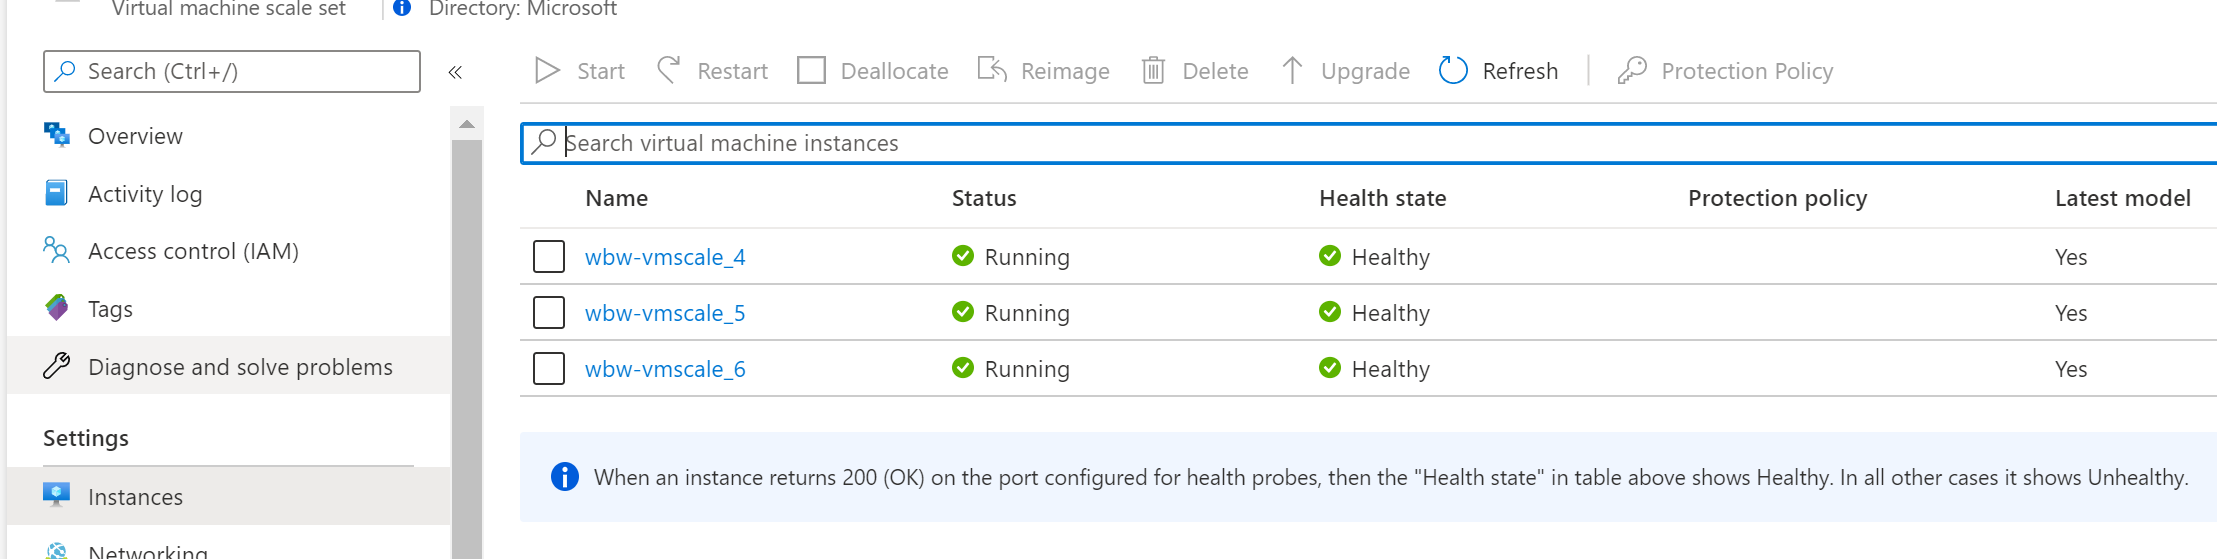 Virtual machine scale set Directory: Microsoft
Search (Ctrl+/) «
Start Restart Deallocate Reimage Delete Upgrade Refresh Protection Policy
Overview
Activity log
Access control (IAM)
Tags
Diagnose and solve problems
Settings
Instances
Networking
Search virtual machine instances
Name Status Health state Protection policy Latest model
wbw-vmscale_4 Running Healthy Yes
wbw-vmscale_5 Running Healthy Yes
wbw-vmscale_6 Running Healthy Yes
When an instance returns 200 (OK) on the port configured for health probes, then the "Health state" in table above shows Healthy. In all other cases it shows Unhealthy.